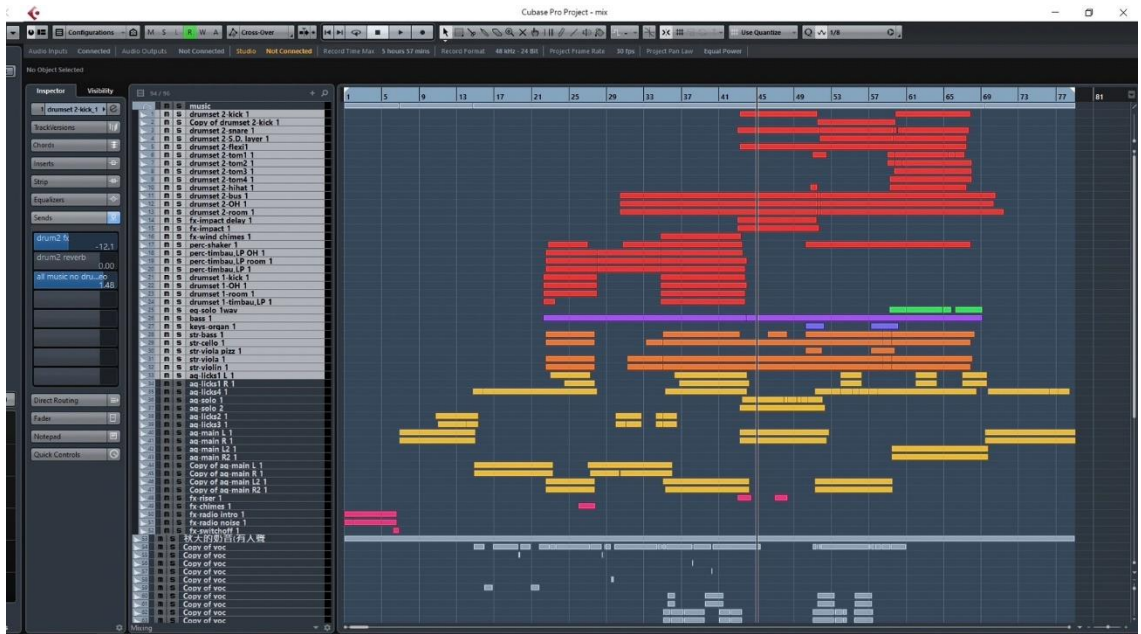 Cubase Pro Project - mix
Configurations M S L R W A Cross-Over Use Quantize Q 1/8
Audio Inputs Connected Audio Outputs Not Connected Studio Not Connected Record Time Max 5 hours 57 mins Record Format 48 kHz - 24 Bit Project Frame Rate 30 fps Project Pan Law Equal Power
No Object Selected
Inspector Visibility
1 drumset 2-kick_1
TrackVersions
Chords
Inserts
Strip
Equalizers
Sends
drum2 fx
-12.1
drum2 reverb
0.00
all music no dru...eo
1.48
Direct Routing
Fader
Notepad
Quick Controls
94 / 96
1 5 9 13 17 21 25 29 33 37 41 45 49 53 57 61 65 69 73 77 81
music
drumset 2-kick 1
Copy of drumset 2-kick 1
drumset 2-snare 1
drumset 2-S.D. layer 1
drumset 2-flexi1
drumset 2-tom1 1
drumset 2-tom2 1
drumset 2-tom3 1
drumset 2-tom4 1
drumset 2-hihat 1
drumset 2-bus 1
drumset 2-OH 1
drumset 2-room 1
fx-impact delay 1
fx-impact 1
fx-wind chimes 1
perc-shaker 1
perc-timbau,LP OH 1
perc-timbau,LP room 1
perc-timbau,LP 1
drumset 1-kick 1
drumset 1-OH 1
drumset 1-room 1
drumset 1-timbau,LP 1
eg-solo 1wav
bass 1
keys-organ 1
str-bass 1
str-cello 1
str-viola pizz 1
str-viola 1
str-violin 1
ag-licks1 L 1
ag-licks1 R 1
ag-licks4 1
ag-solo 1
ag-solo 2
ag-licks2 1
ag-licks3 1
ag-main L 1
ag-main R 1
ag-main L2 1
ag-main R2 1
Copy of ag-main L 1
Copy of ag-main R 1
Copy of ag-main L2 1
Copy of ag-main R2 1
fx-riser 1
fx-chimes 1
fx-radio intro 1
fx-radio noise 1
fx-switchoff 1
秋天的奶音(有人聲
Copy of voc
Copy of voc
Copy of voc
Copy of voc
Copy of voc
Copy of voc
Copy of voc
Copy of voc
Copy of voc
Copy of voc
Mixing